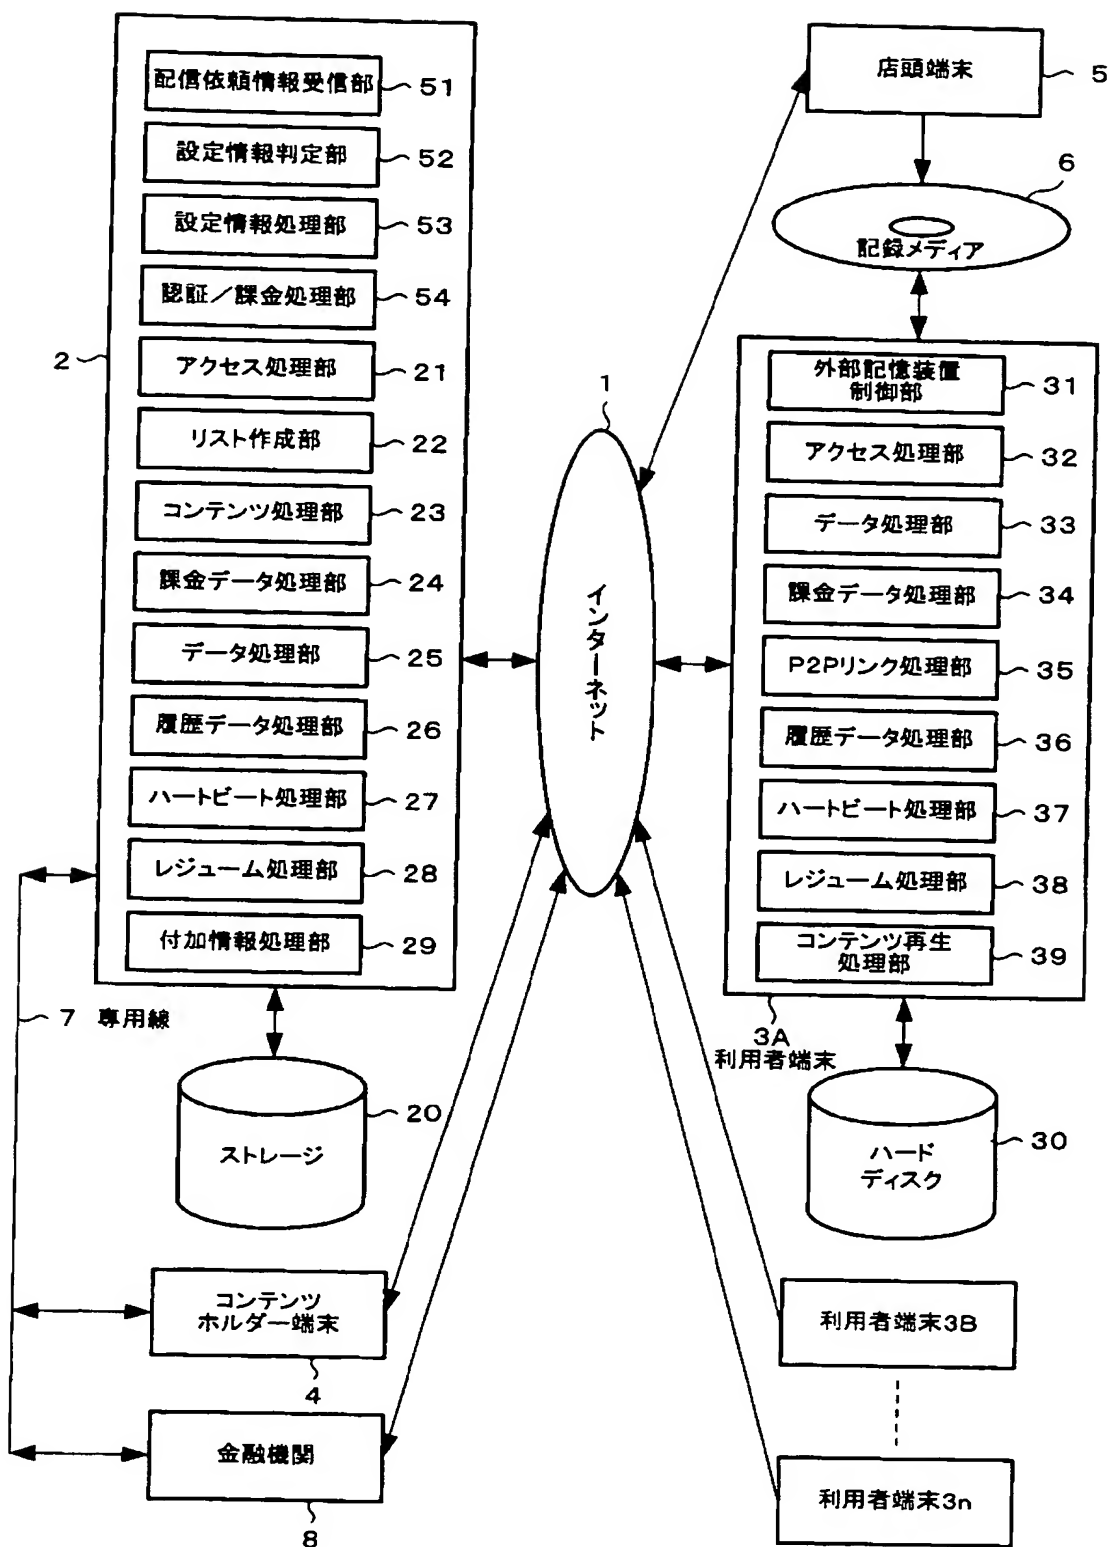 配信依頼情報受信部 51
設定情報判定部 52
設定情報処理部 53
認証／課金処理部 54
2
アクセス処理部 21
リスト作成部 22
コンテンツ処理部 23
課金データ処理部 24
データ処理部 25
履歴データ処理部 26
ハートビート処理部 27
レジューム処理部 28
付加情報処理部 29
7 専用線
ストレージ
20
コンテンツ
ホルダー端末
4
金融機関
8
1
インターネット
店頭端末 5
6
記録メディア
外部記憶装置
制御部 31
アクセス処理部 32
データ処理部 33
課金データ処理部 34
P2Pリンク処理部 35
履歴データ処理部 36
ハートビート処理部 37
レジューム処理部 38
コンテンツ再生
処理部 39
3A
利用者端末
ハード
ディスク
30
利用者端末3B
利用者端末3n